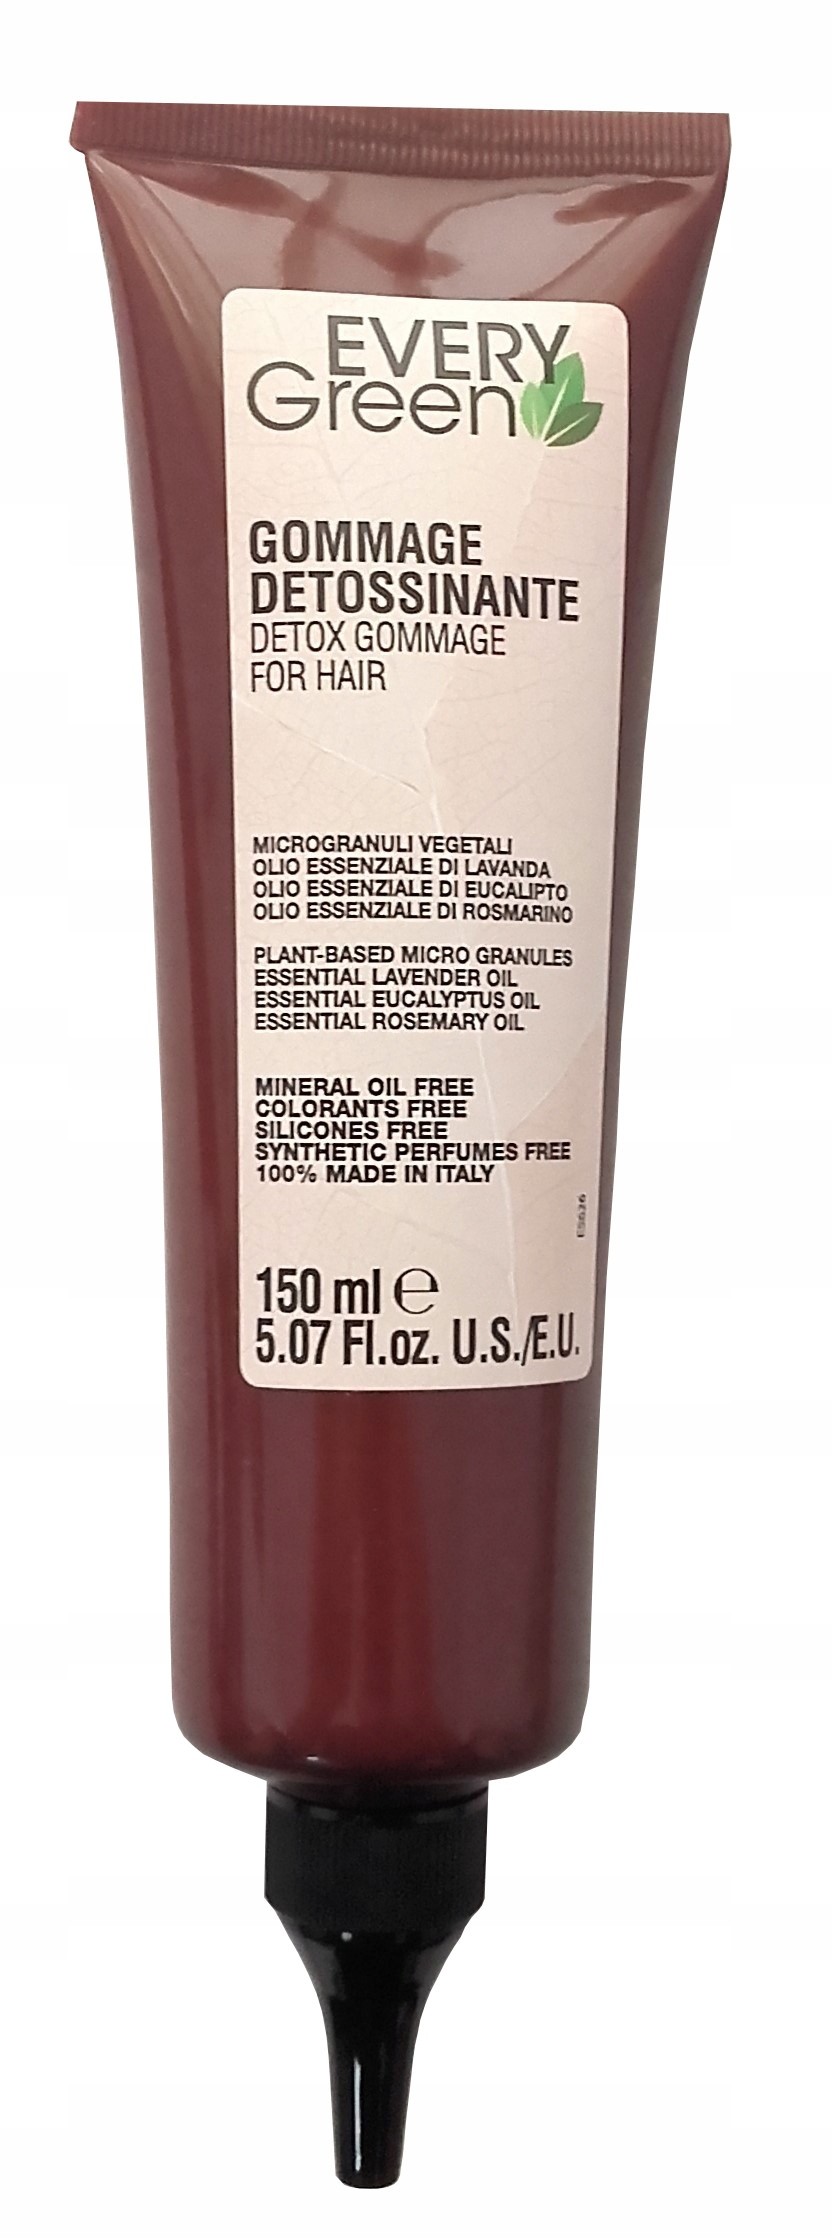 EVERY
Green
GOMMAGE
DETOSSINANTE
DETOX GOMMAGE
FOR HAIR
MICROGRANULI VEGETALI
OLIO ESSENZIALE DI LAVANDA
OLIO ESSENZIALE DI EUCALIPTO
OLIO ESSENZIALE DI ROSMARINO
PLANT-BASED MICRO GRANULES
ESSENTIAL LAVENDER OIL
ESSENTIAL EUCALYPTUS OIL
ESSENTIAL ROSEMARY OIL
MINERAL OIL FREE
COLORANTS FREE
SILICONES FREE
SYNTHETIC PERFUMES FREE
100% MADE IN ITALY
150 ml e
5.07 Fl.oz. U.S./E.U.